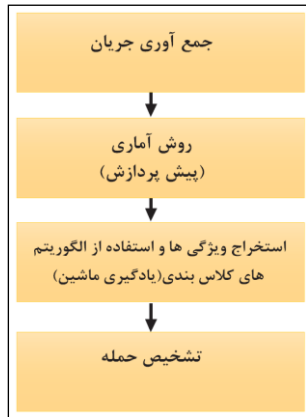 جمع آوری جریان
روش آماری
(پیش پردازش)
استخراج ویژگی ها و استفاده از الگوریتم
های کلاس بندی(یادگیری ماشین)
تشخیص حمله